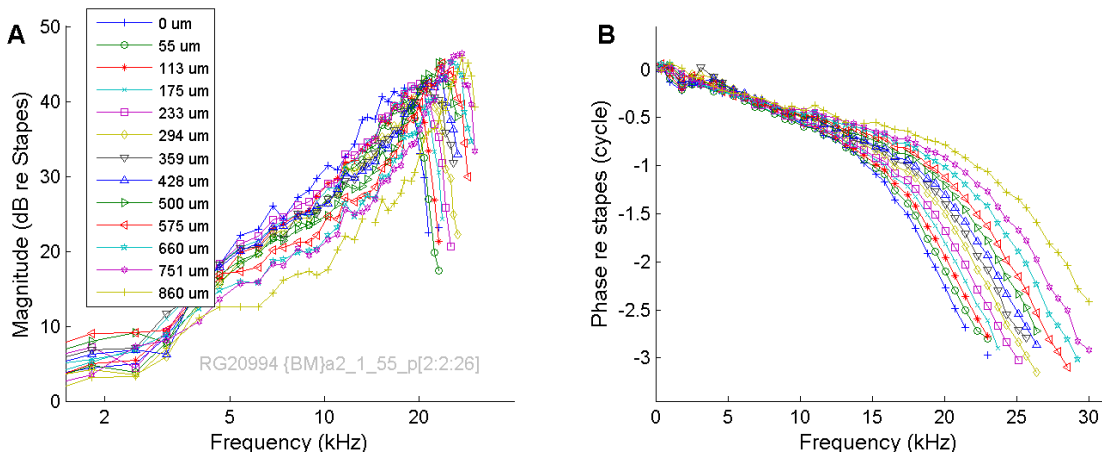 A
50
40
30
20
10
0
Magnitude (dB re Stapes)
0 um
55 um
113 um
175 um
233 um
294 um
359 um
428 um
500 um
575 um
660 um
751 um
860 um
RG20994 {BM}a2_1_55_p[2:2:26]
2 5 10 20
Frequency (kHz)
B
0
-0.5
-1
-1.5
-2
-2.5
-3
Phase re stapes (cycle)
0 5 10 15 20 25 30
Frequency (kHz)